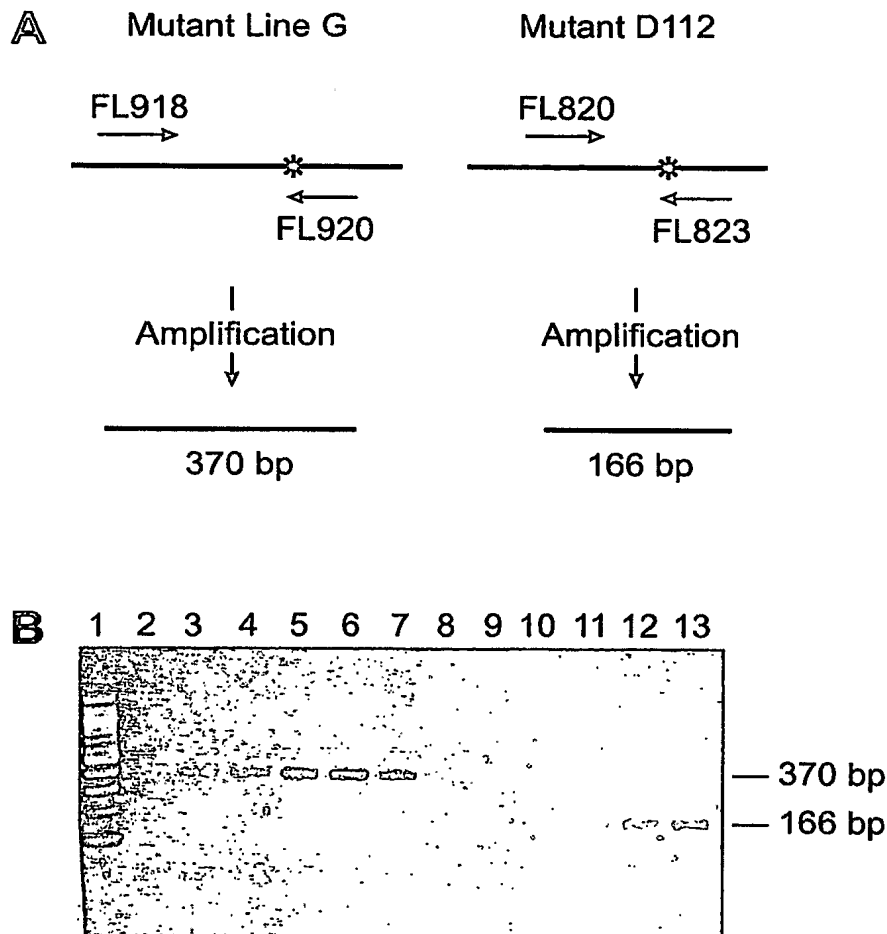 A
Mutant Line G
Mutant D112
FL918
FL820
FL920
FL823
Amplification
Amplification
370 bp
166 bp
B
1 2 3 4 5 6 7 8 9 10 11 12 13
370 bp
166 bp